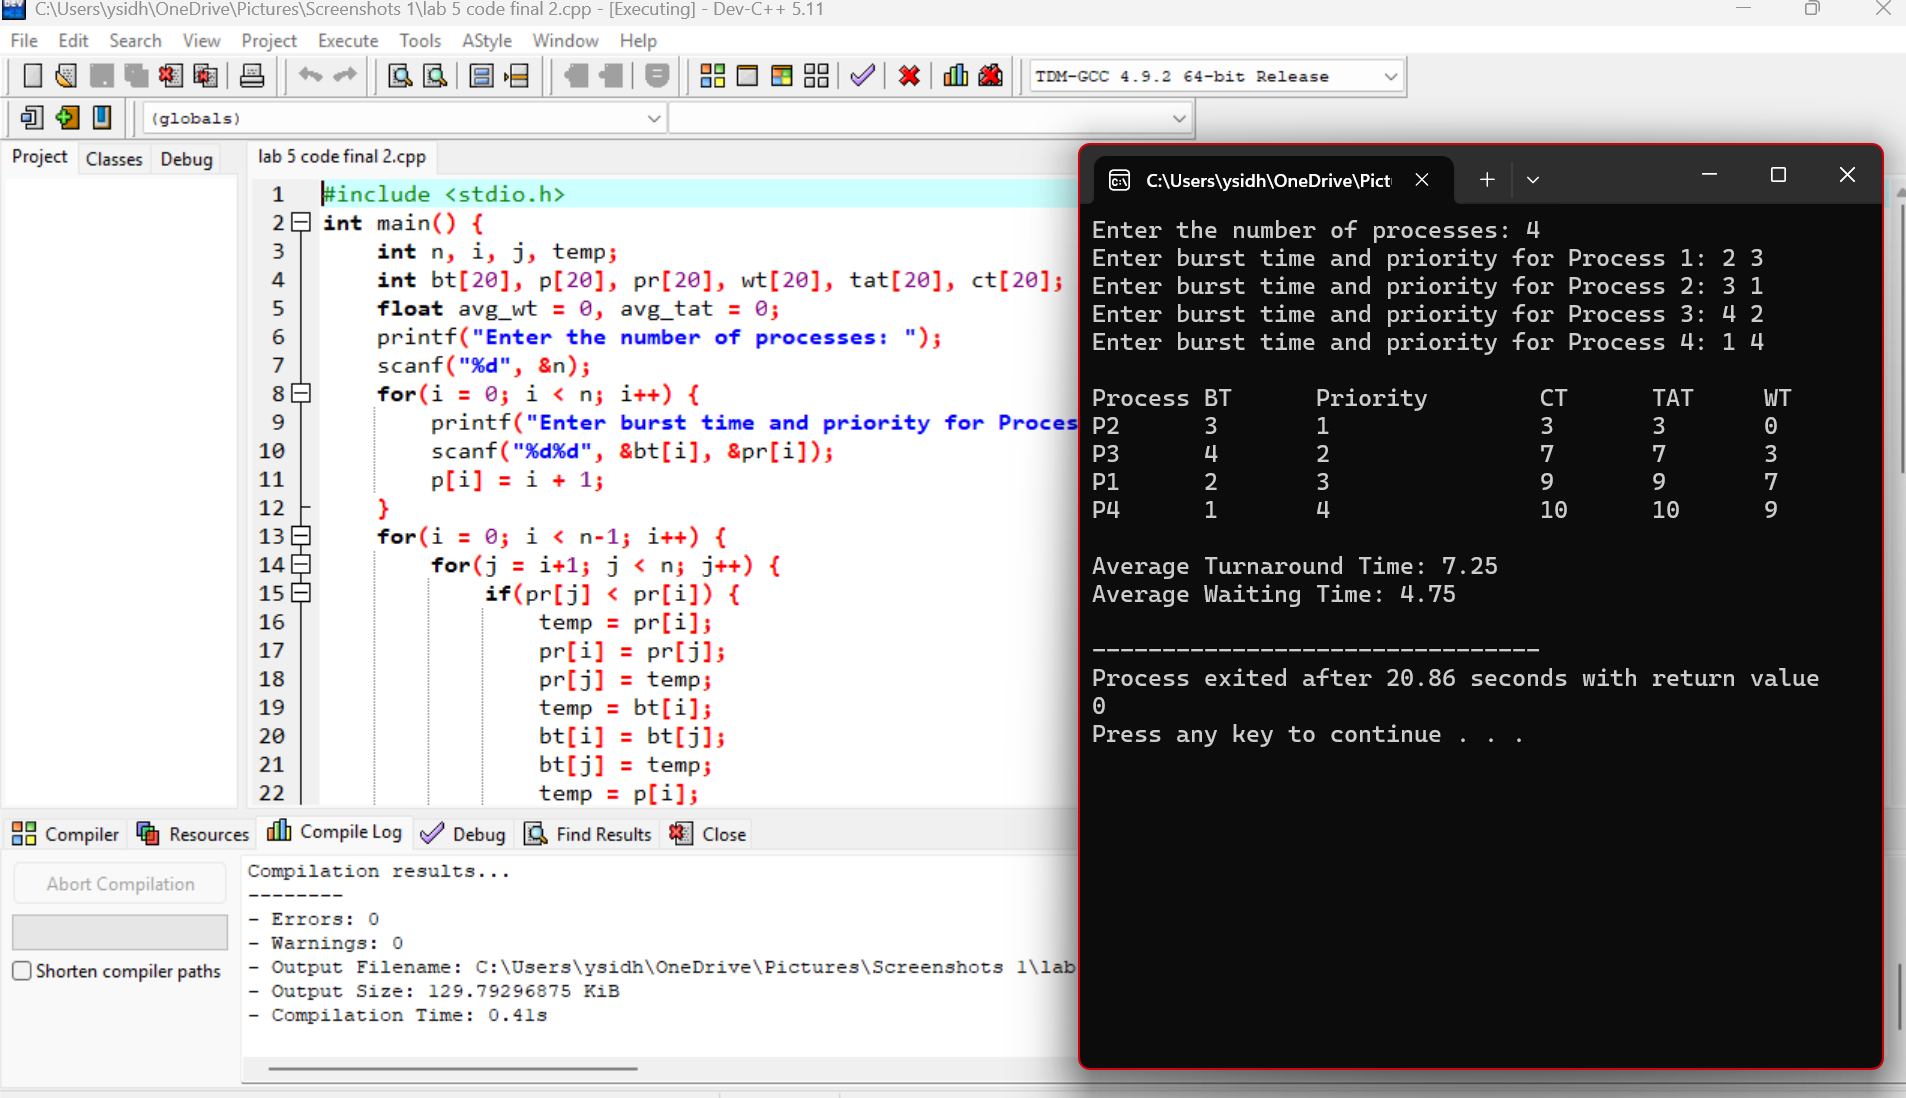 C:\Users\ysidh\OneDrive\Pictures\Screenshots 1\lab 5 code final 2.cpp - [Executing] - Dev-C++ 5.11
File Edit Search View Project Execute Tools AStyle Window Help
TDM-GCC 4.9.2 64-bit Release
(globals)
Project Classes Debug
lab 5 code final 2.cpp
1 #include <stdio.h>
2 int main() {
3 int n, i, j, temp;
4 int bt[20], p[20], pr[20], wt[20], tat[20], ct[20];
5 float avg_wt = 0, avg_tat = 0;
6 printf("Enter the number of processes: ");
7 scanf("%d", &n);
8 for(i = 0; i < n; i++) {
9 printf("Enter burst time and priority for Proces
10 scanf("%d%d", &bt[i], &pr[i]);
11 p[i] = i + 1;
12 }
13 for(i = 0; i < n-1; i++) {
14 for(j = i+1; j < n; j++) {
15 if(pr[j] < pr[i]) {
16 temp = pr[i];
17 pr[i] = pr[j];
18 pr[j] = temp;
19 temp = bt[i];
20 bt[i] = bt[j];
21 bt[j] = temp;
22 temp = p[i];
C:\Users\ysidh\OneDrive\Pict
Enter the number of processes: 4
Enter burst time and priority for Process 1: 2 3
Enter burst time and priority for Process 2: 3 1
Enter burst time and priority for Process 3: 4 2
Enter burst time and priority for Process 4: 1 4
Process BT Priority CT TAT WT
P2 3 1 3 3 0
P3 4 2 7 7 3
P1 2 3 9 9 7
P4 1 4 10 10 9
Average Turnaround Time: 7.25
Average Waiting Time: 4.75
--------------------------------
Process exited after 20.86 seconds with return value
0
Press any key to continue . . .
Compiler Resources Compile Log Debug Find Results Close
Abort Compilation
Shorten compiler paths
Compilation results...
--------
- Errors: 0
- Warnings: 0
- Output Filename: C:\Users\ysidh\OneDrive\Pictures\Screenshots 1\lab
- Output Size: 129.79296875 KiB
- Compilation Time: 0.41s